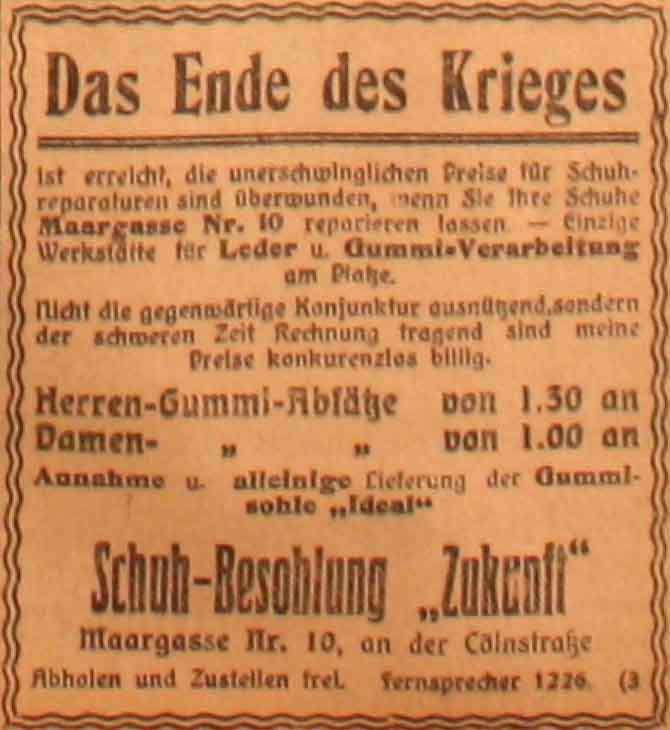 Das Ende des Krieges
ist erreicht, die unerschwinglichen Preise für Schuh-
reparaturen sind überwunden, wenn Sie Ihre Schuhe
Maargasse Nr. 10 reparieren lassen. — Einzige
Werkstätte für Leder u. Gummi-Verarbeitung
am Platze.
Nicht die gegenwärtige Konjunktur ausnützend, sondern
der schweren Zeit Rechnung tragend sind meine
Preise konkurenzlos billig.
Herren-Gummi-Absätze von 1.50 an
Damen- „ „ von 1.00 an
Annahme u. alleinige Lieferung der Gummi-
sohle „Ideal“
Schuh-Besohlung „Zukunft“
Maargasse Nr. 10, an der Cölnstraße
Abholen und Zustellen frei. Fernsprecher 1226. (3